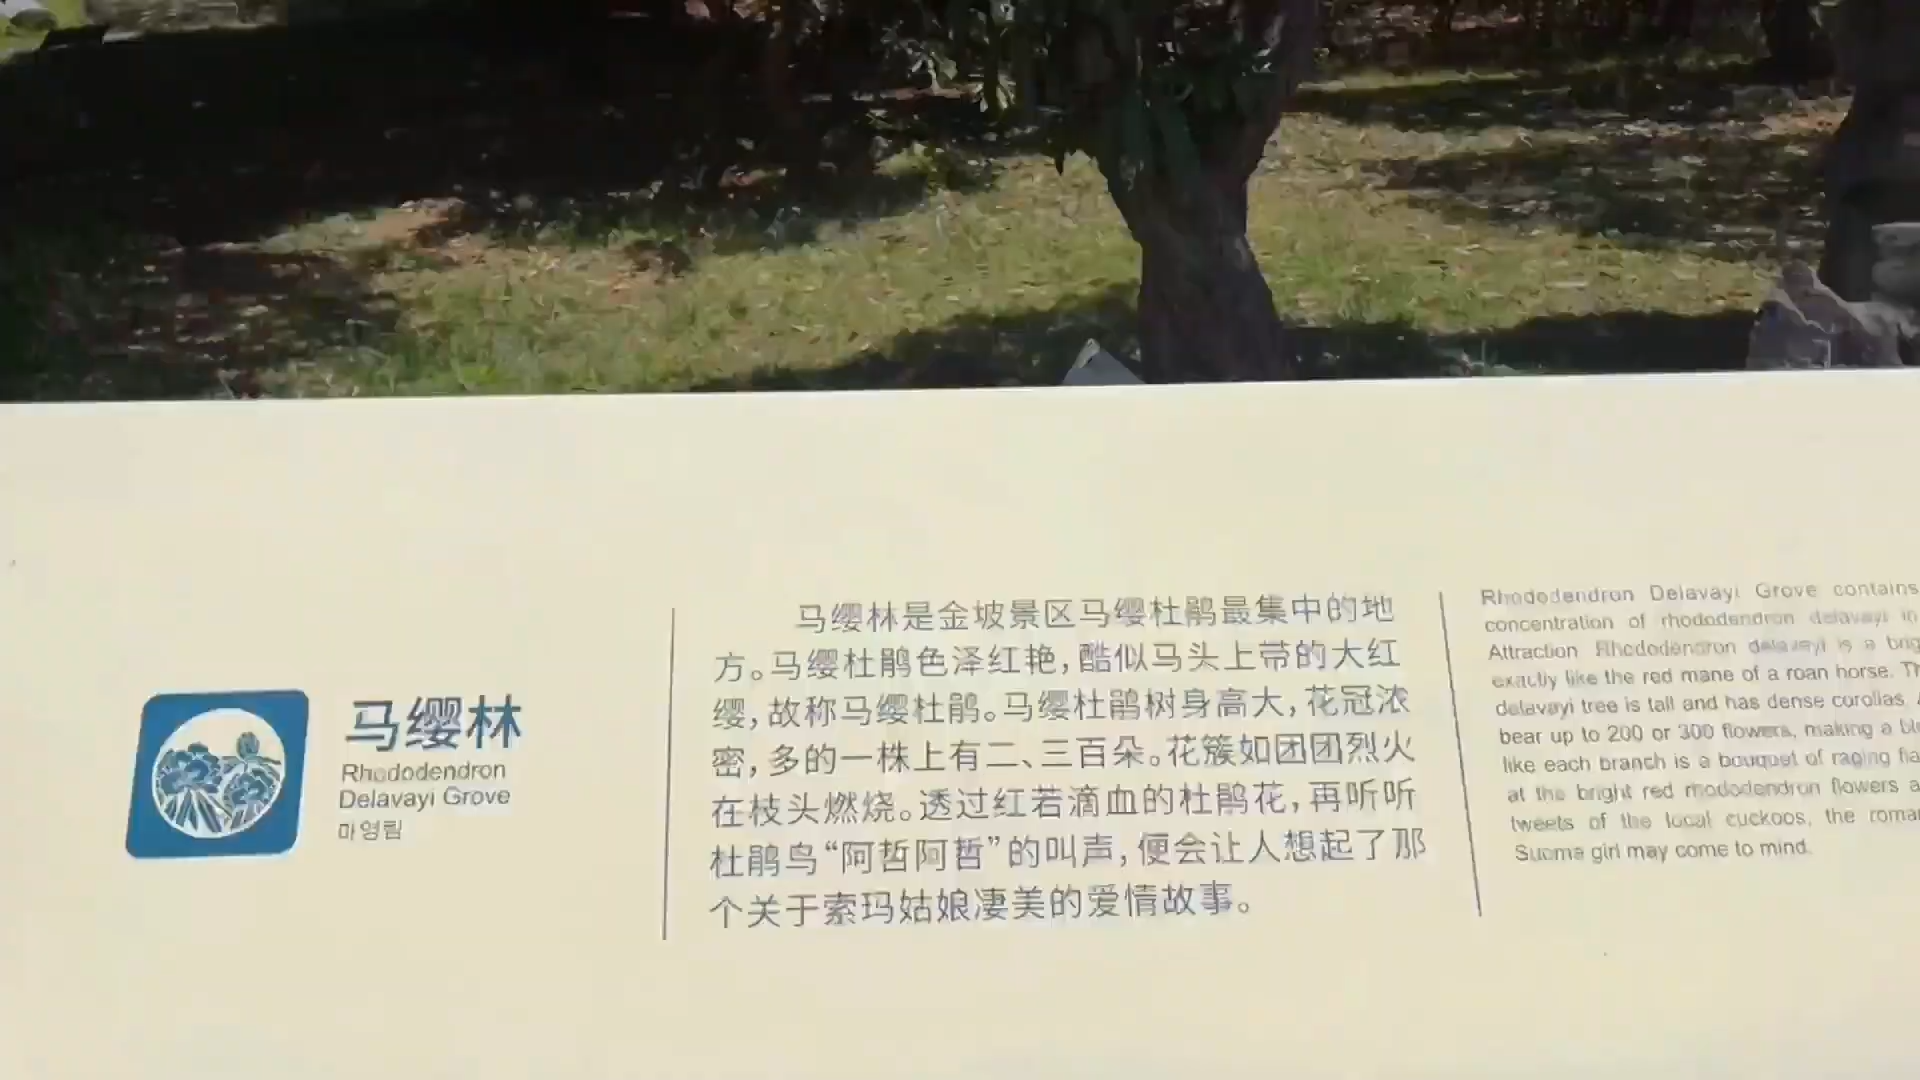 马缨林
Rhododendron
Delavayi Grove
마영림
马缨林是金坡景区马缨杜鹃最集中的地
方。马缨杜鹃色泽红艳，酷似马头上带的大红
缨，故称马缨杜鹃。马缨杜鹃树身高大，花冠浓
密，多的一株上有二、三百朵。花簇如团团烈火
在枝头燃烧。透过红若滴血的杜鹃花，再听听
杜鹃鸟“阿哲阿哲”的叫声，便会让人想起了那
个关于索玛姑娘凄美的爱情故事。
Rhododendron Delavayi Grove contains
concentration of rhododendron delavayi in
Attraction Rhododendron delavayi is a
exactly like the red mane of a roan horse.
delavayi tree is tall and has dense corollas.
bear up to 200 or 300 flowers, making a
like each branch is a bouquet of raging
at the bright red rhododendron flowers
tweets of the local cuckoos, the
Suoma girl may come to mind.